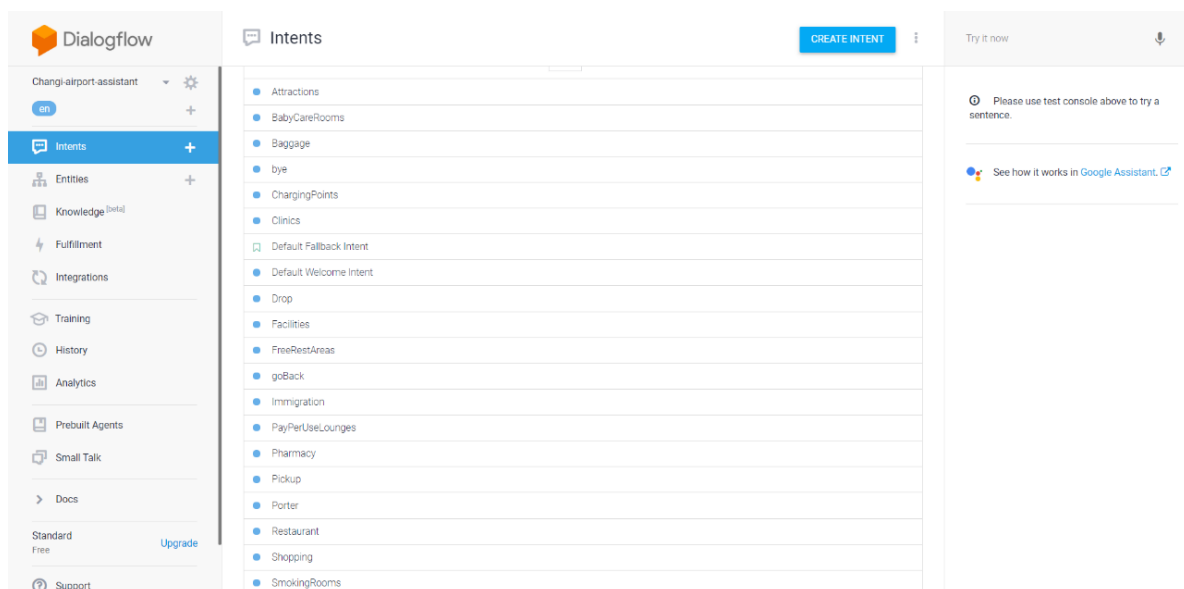 Dialogflow
Changi-airport-assistant
en
Intents
Entities
Knowledge [beta]
Fulfillment
Integrations
Training
History
Analytics
Prebuilt Agents
Small Talk
Docs
Standard
Free
Upgrade
Support
Intents
CREATE INTENT
Attractions
BabyCareRooms
Baggage
bye
ChargingPoints
Clinics
Default Fallback Intent
Default Welcome Intent
Drop
Facilities
FreeRestAreas
goBack
Immigration
PayPerUseLounges
Pharmacy
Pickup
Porter
Restaurant
Shopping
SmokingRooms
Try it now
Please use test console above to try a
sentence.
See how it works in Google Assistant.